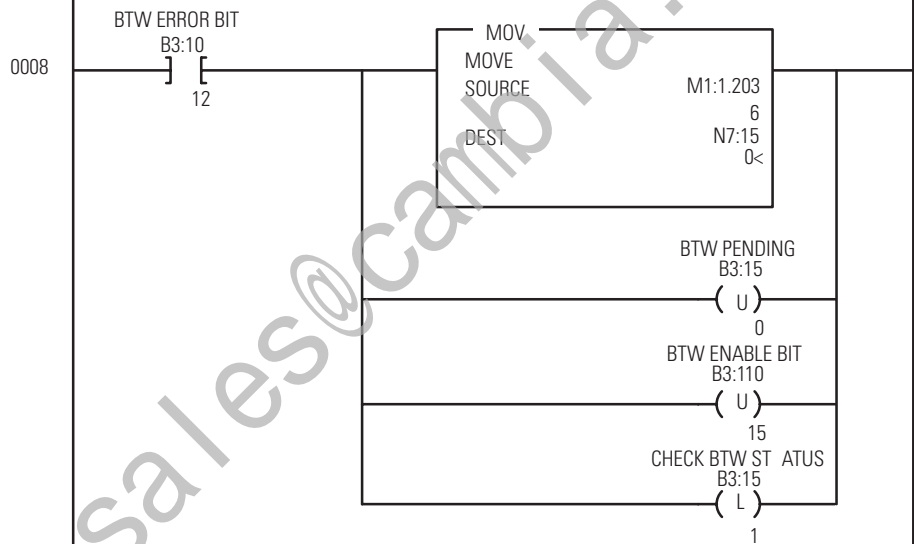 BTW ERROR BIT
B3:10
0008
12
MOV
MOVE
SOURCE M1:1.203
6
DEST N7:15
0<
BTW PENDING
B3:15
U
0
BTW ENABLE BIT
B3:110
U
15
CHECK BTW ST ATUS
B3:15
L
1
sales@cambia.